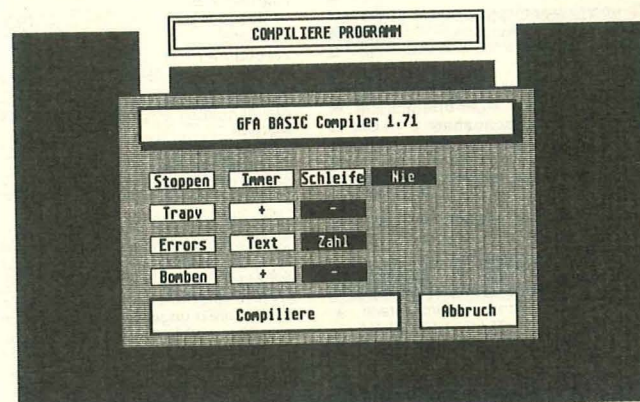 COMPILIERE PROGRAMM
GFA BASIC Compiler 1.71
Stoppen Immer Schleife Nie
Trapv + -
Errors Text Zahl
Bomben + -
Compiliere Abbruch